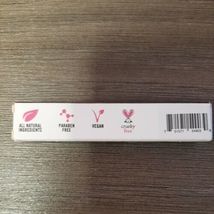 ALL NATURAL
INGREDIENTS
PARABEN
FREE
VEGAN
cruelty
free